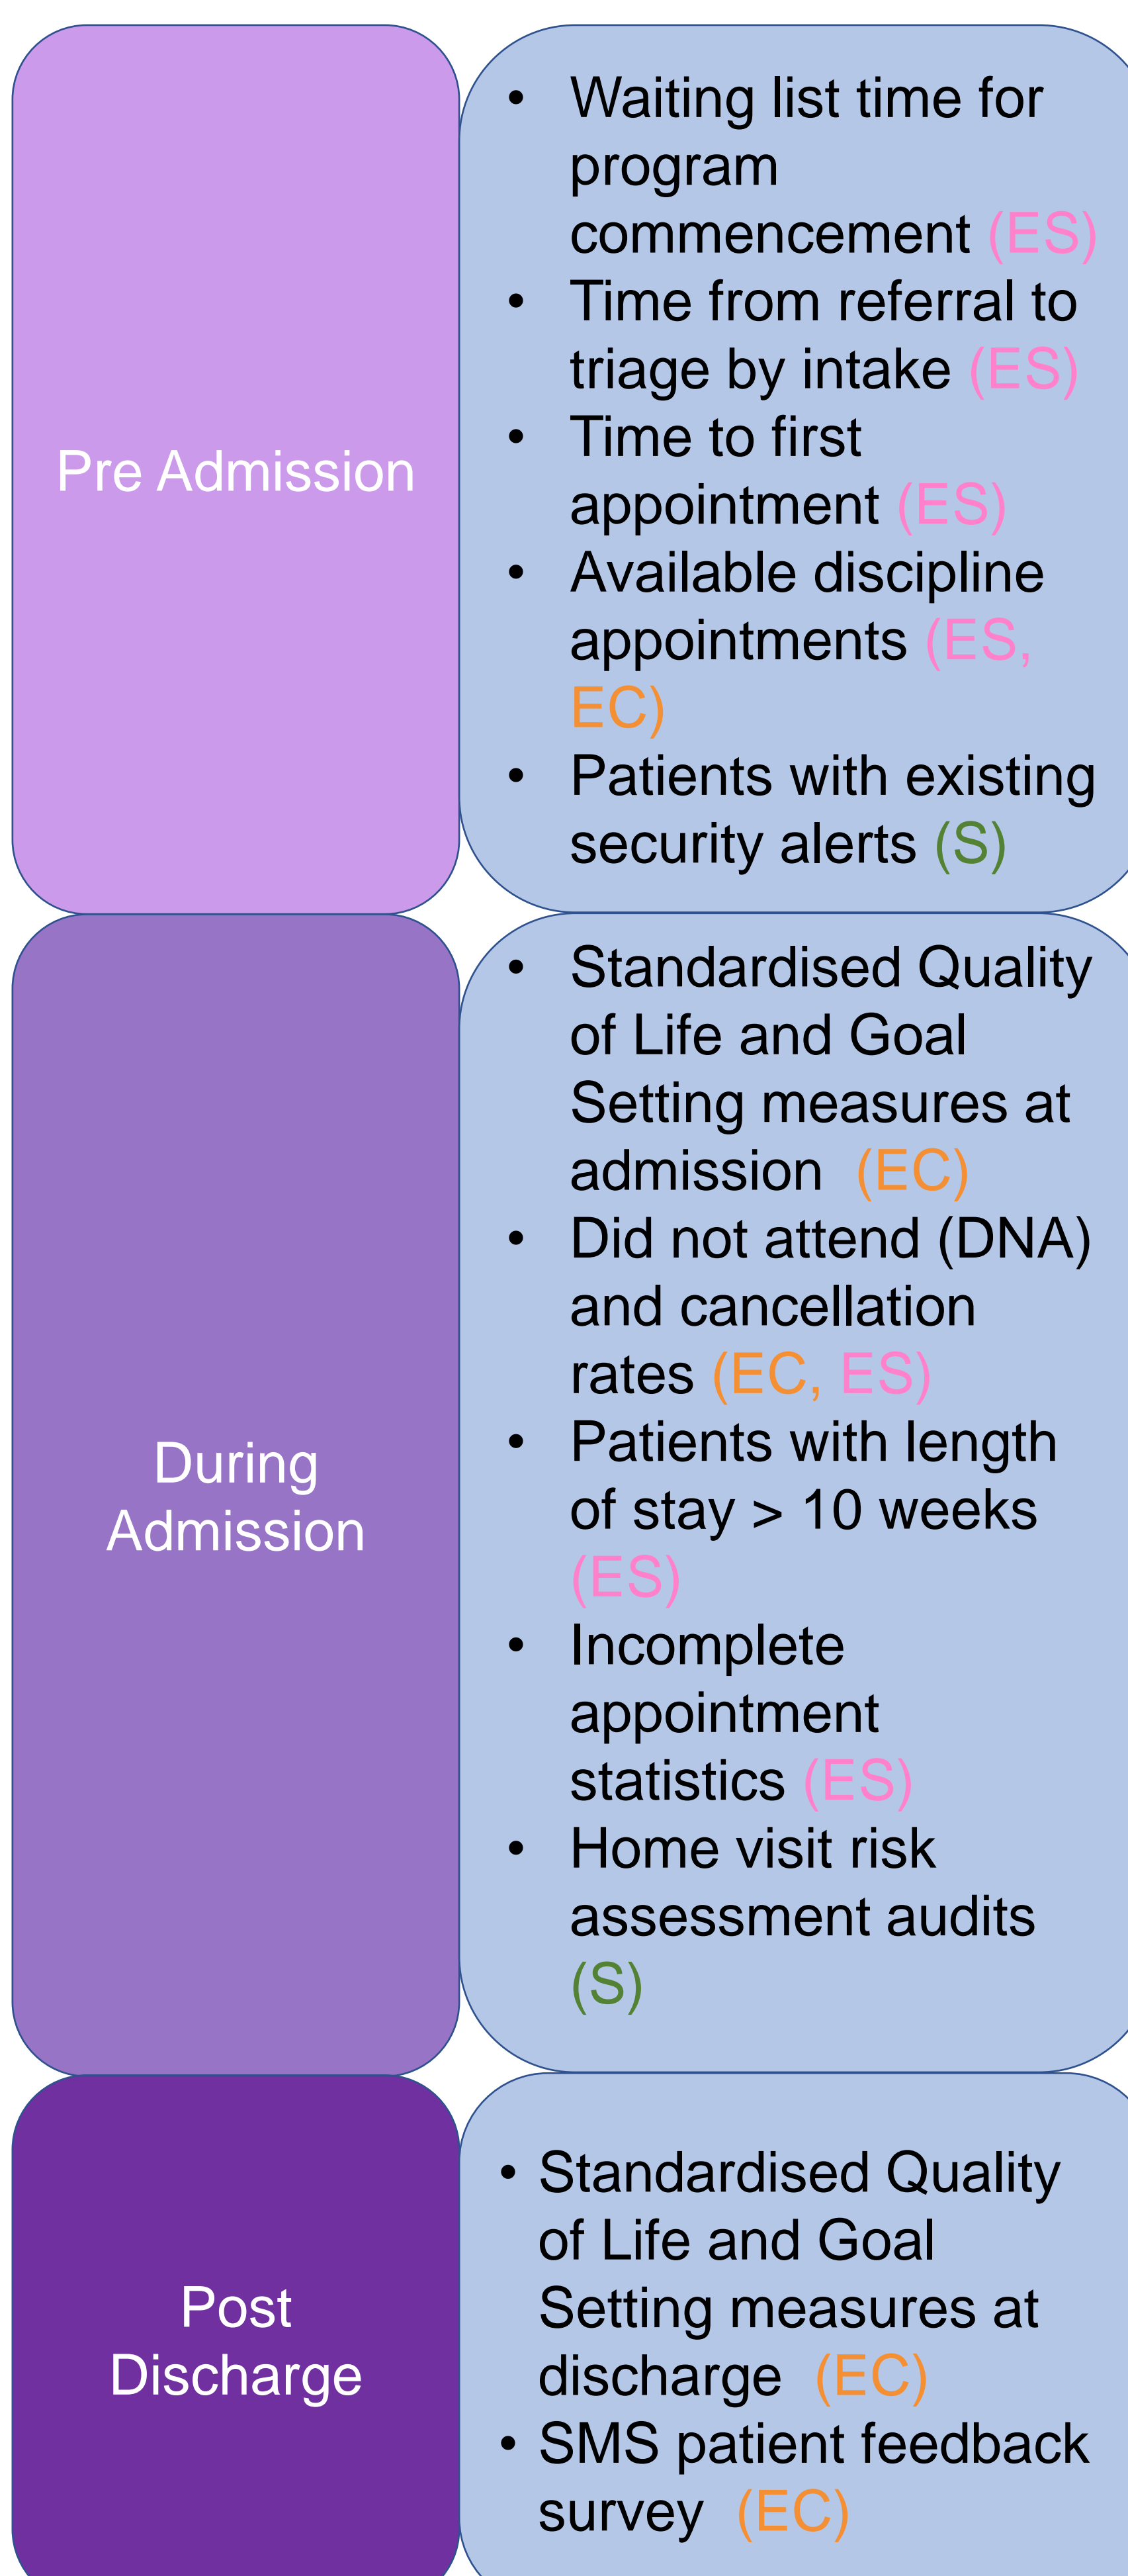 Pre Admission
• Waiting list time for
program
commencement (ES)
• Time from referral to
triage by intake (ES)
• Time to first
appointment (ES)
• Available discipline
appointments (ES,
EC)
• Patients with existing
security alerts (S)
During
Admission
• Standardised Quality
of Life and Goal
Setting measures at
admission (EC)
• Did not attend (DNA)
and cancellation
rates (EC, ES)
• Patients with length
of stay > 10 weeks
(ES)
• Incomplete
appointment
statistics (ES)
• Home visit risk
assessment audits
(S)
Post
Discharge
• Standardised Quality
of Life and Goal
Setting measures at
discharge (EC)
• SMS patient feedback
survey (EC)